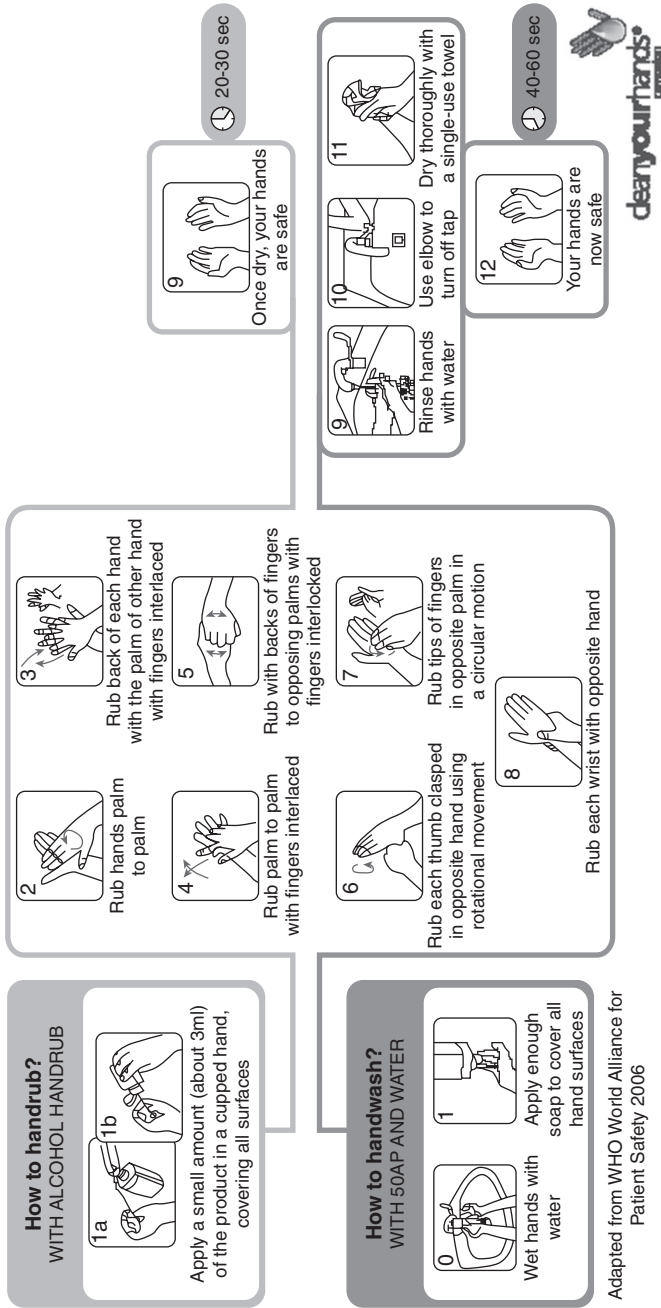 How to handrub?
WITH ALCOHOL HANDRUB
1a
1b
Apply a small amount (about 3ml)
of the product in a cupped hand,
covering all surfaces
How to handwash?
WITH 50AP AND WATER
0
Wet hands with
water
1
Apply enough
soap to cover all
hand surfaces
2
Rub hands palm
to palm
3
Rub back of each hand
with the palm of other hand
with fingers interlaced
4
Rub palm to palm
with fingers interlaced
5
Rub with backs of fingers
to opposing palms with
fingers interlocked
6
Rub each thumb clasped
in opposite hand using
rotational movement
7
Rub tips of fingers
in opposite palm in
a circular motion
8
Rub each wrist with opposite hand
9
Once dry, your hands
are safe
20-30 sec
9
Rinse hands
with water
10
Use elbow to
turn off tap
11
Dry thoroughly with
a single-use towel
12
Your hands are
now safe
40-60 sec
Adapted from WHO World Alliance for
Patient Safety 2006
cleanyourhands